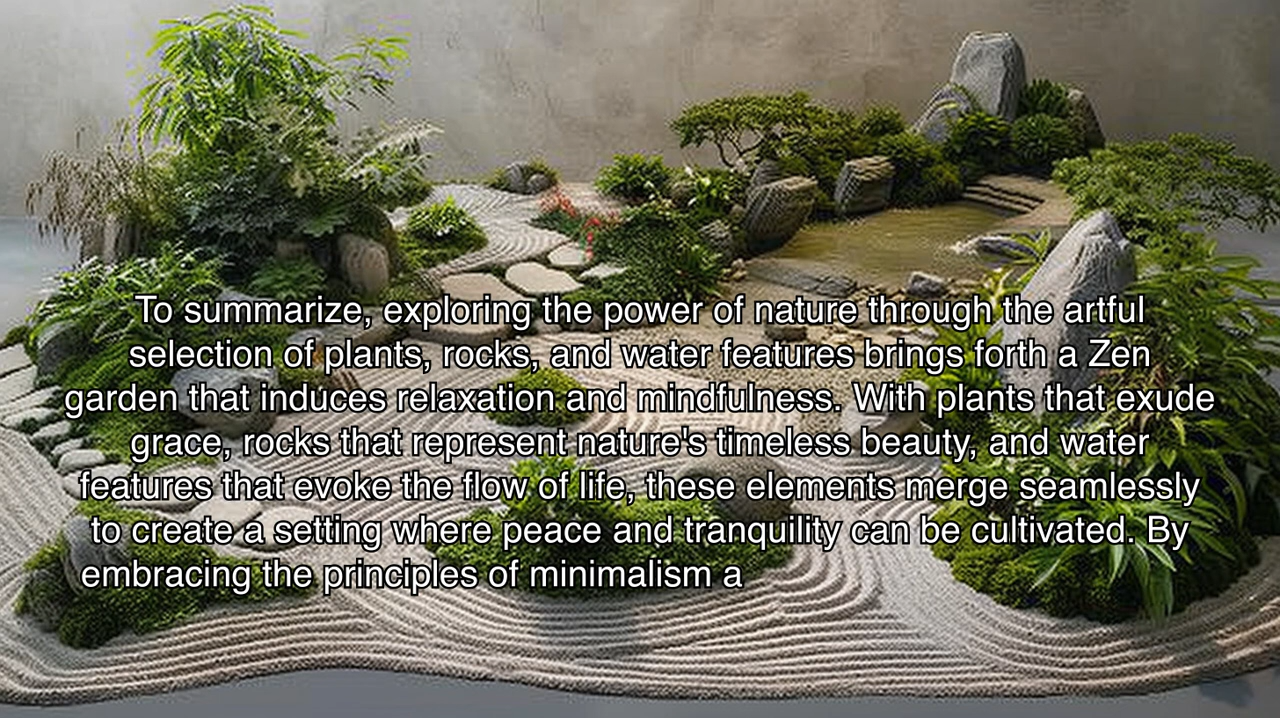 To summarize, exploring the power of nature through the artful
selection of plants, rocks, and water features brings forth a Zen
garden that induces relaxation and mindfulness. With plants that exude
grace, rocks that represent nature's timeless beauty, and water
features that evoke the flow of life, these elements merge seamlessly
to create a setting where peace and tranquility can be cultivated. By
embracing the principles of minimalism a